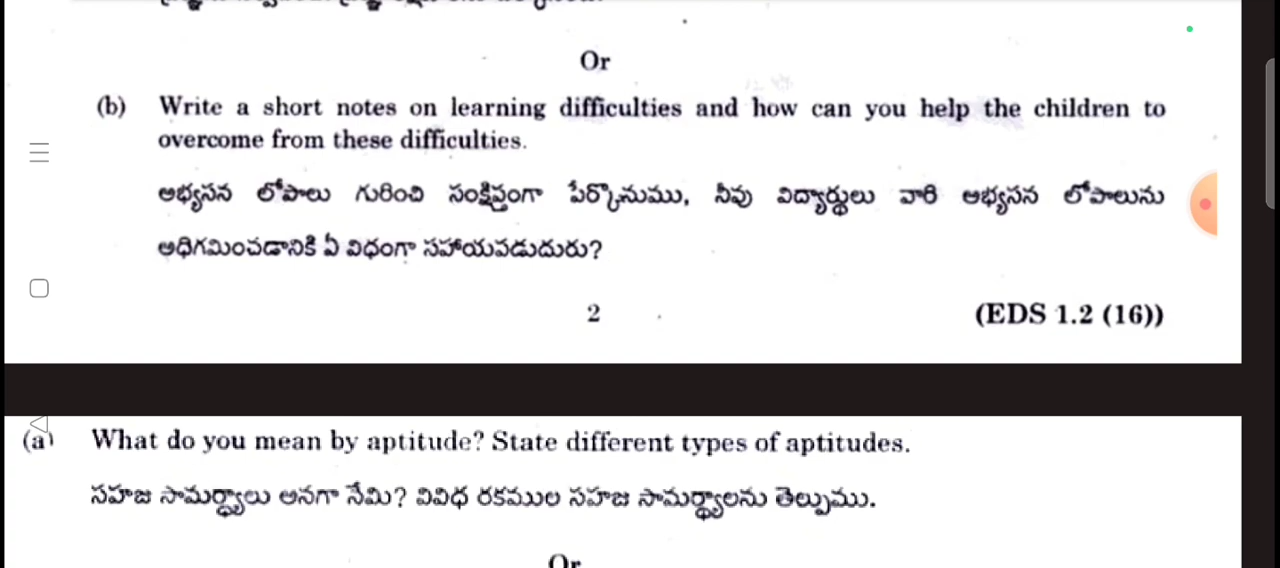 Or
(b) Write a short notes on learning difficulties and how can you help the children to
overcome from these difficulties.
అభ్యసన లోపాలు గురించి సంక్షిప్తంగా పేర్కొనుము, నీవు విద్యార్థులు వారి అభ్యసన లోపాలును
అధిగమించడానికి ఏ విధంగా సహాయపడుదురు?
2 (EDS 1.2 (16))
(a) What do you mean by aptitude? State different types of aptitudes.
సహజ సామర్ధ్యాలు అనగా నేమి? వివిధ రకముల సహజ సామర్థ్యాలను తెల్పుము.
Or